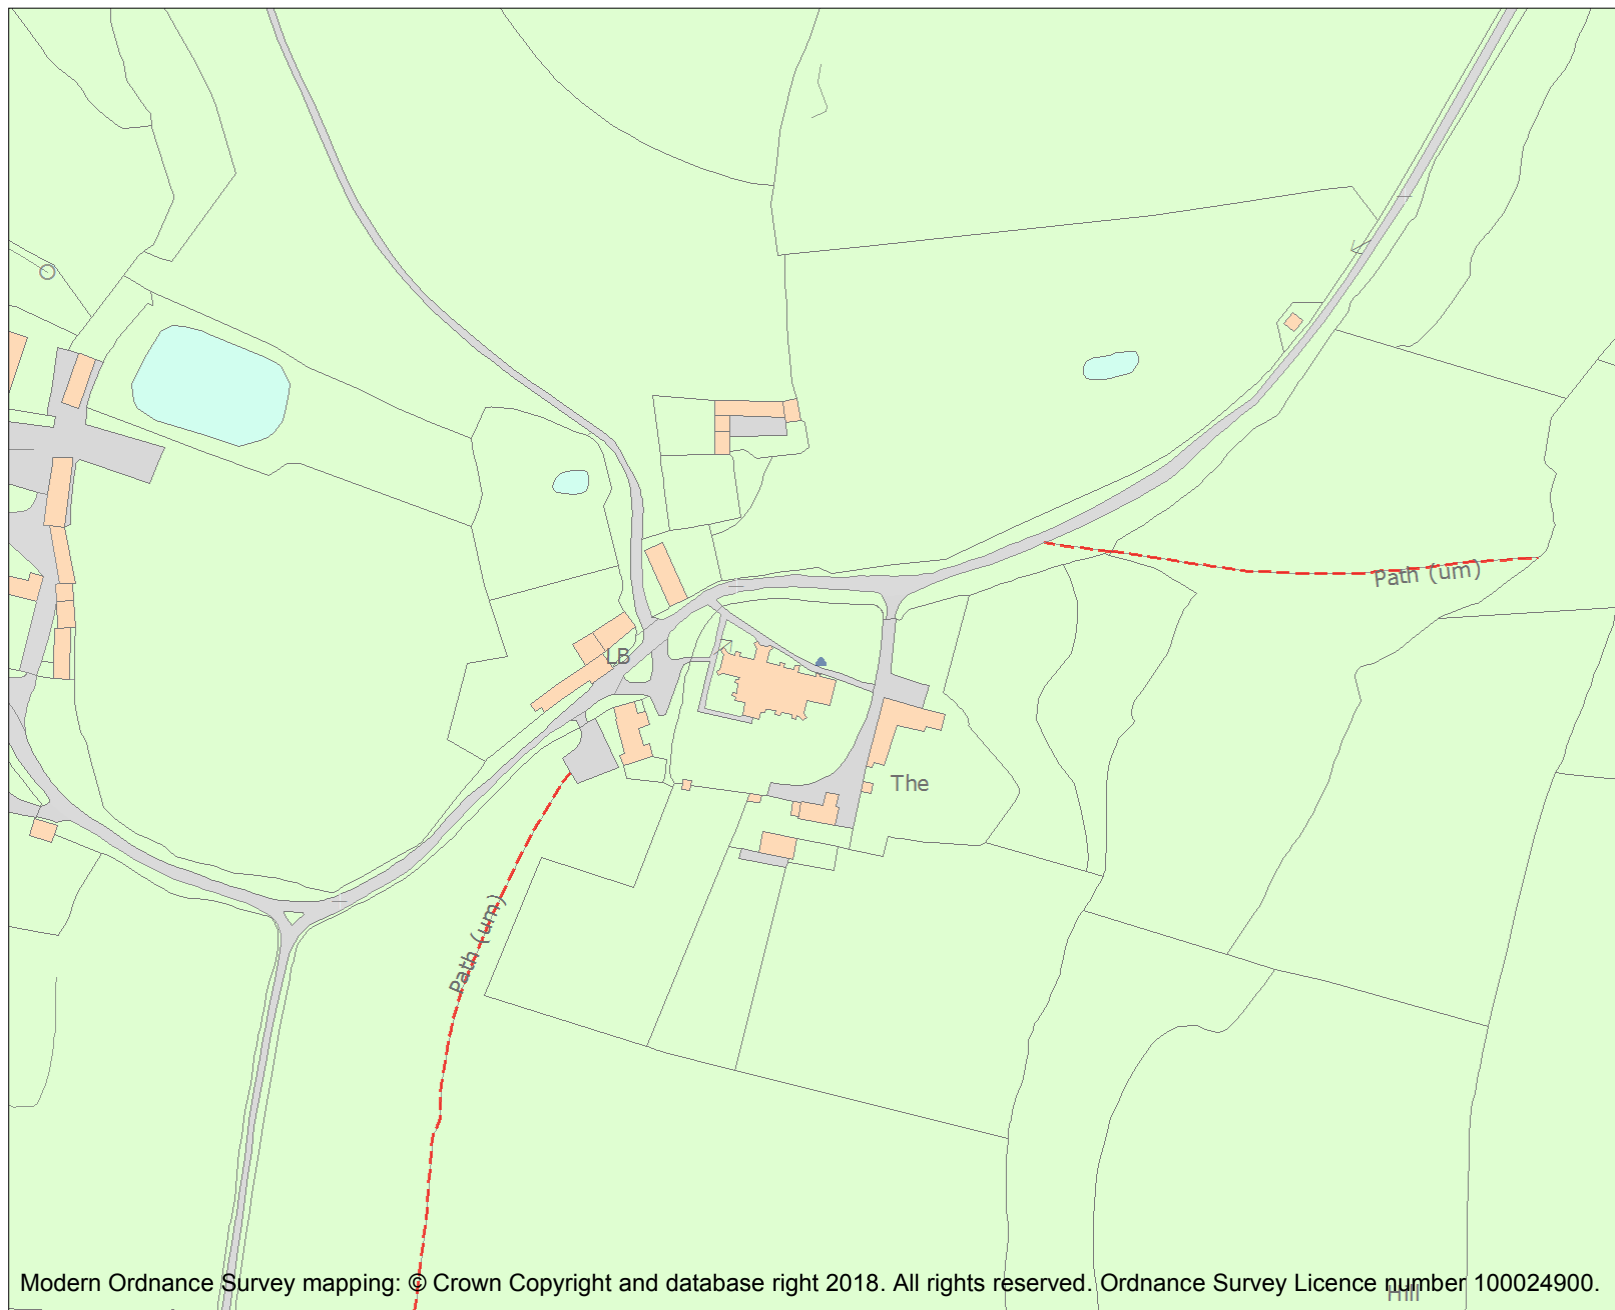 Path (um)
LB
The
Path (um)
Modern Ordnance Survey mapping: © Crown Copyright and database right 2018. All rights reserved. Ordnance Survey Licence number 100024900.
Hill